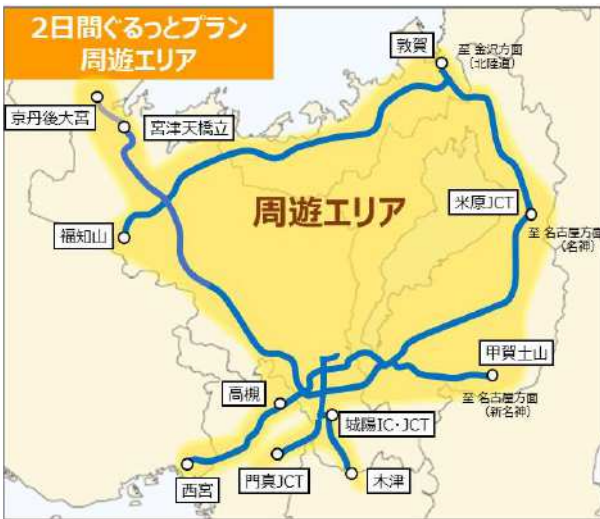 2日間ぐるっとプラン
周遊エリア
敦賀
至 金沢方面
(北陸道)
京丹後大宮
宮津天橋立
周遊エリア
米原JCT
至 名古屋方面
(名神)
福知山
甲賀土山
至 名古屋方面
(新名神)
高槻
城陽IC・JCT
西宮
門真JCT
木津